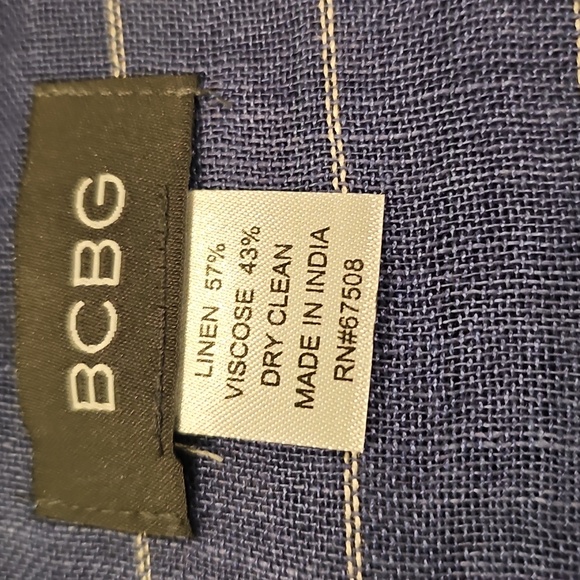 BCBG
LINEN 57%
VISCOSE 43%
DRY CLEAN
MADE IN INDIA
RN#67508